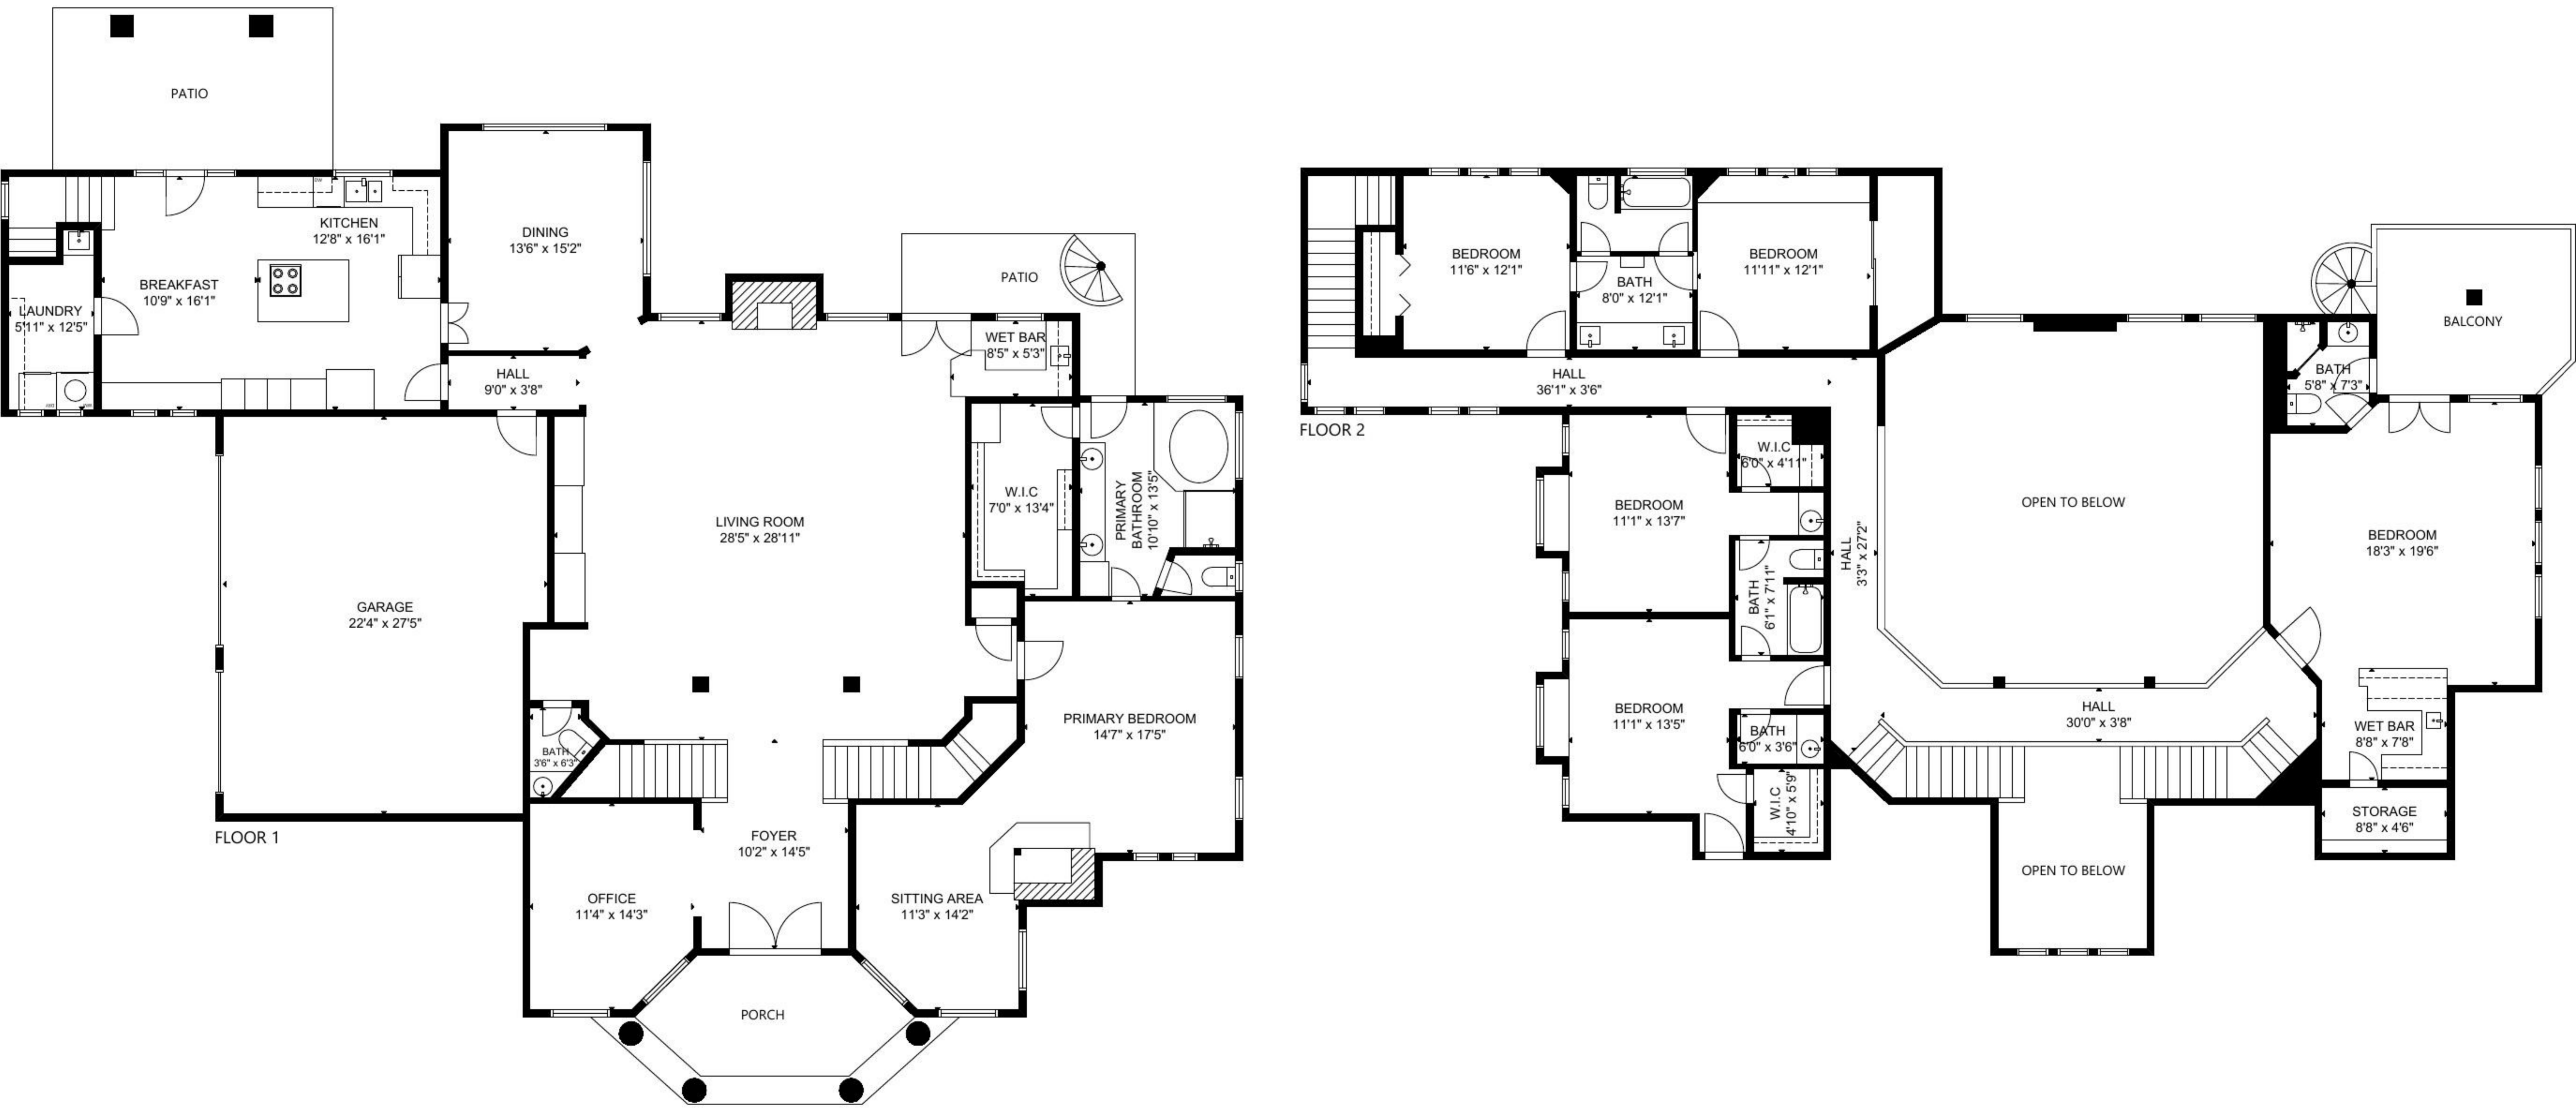 PATIO
KITCHEN
12'8" x 16'1"
DINING
13'6" x 15'2"
BREAKFAST
10'9" x 16'1"
LAUNDRY
5'11" x 12'5"
PATIO
WET BAR
8'5" x 5'3"
HALL
9'0" x 3'8"
W.I.C
7'0" x 13'4"
PRIMARY
BATHROOM
10'10" x 13'5"
LIVING ROOM
28'5" x 28'11"
GARAGE
22'4" x 27'5"
PRIMARY BEDROOM
14'7" x 17'5"
BATH
3'6" x 6'3"
FOYER
10'2" x 14'5"
FLOOR 1
OFFICE
11'4" x 14'3"
SITTING AREA
11'3" x 14'2"
PORCH
BEDROOM
11'6" x 12'1"
BATH
8'0" x 12'1"
BEDROOM
11'11" x 12'1"
BALCONY
HALL
36'1" x 3'6"
BATH
5'8" x 7'3"
FLOOR 2
W.I.C
6'0" x 4'11"
BEDROOM
11'1" x 13'7"
OPEN TO BELOW
HALL
3'3" x 27'2"
BEDROOM
18'3" x 19'6"
BATH
6'1" x 7'11"
BEDROOM
11'1" x 13'5"
HALL
30'0" x 3'8"
BATH
6'0" x 3'6"
WET BAR
8'8" x 7'8"
W.I.C
4'10" x 5'9"
STORAGE
8'8" x 4'6"
OPEN TO BELOW